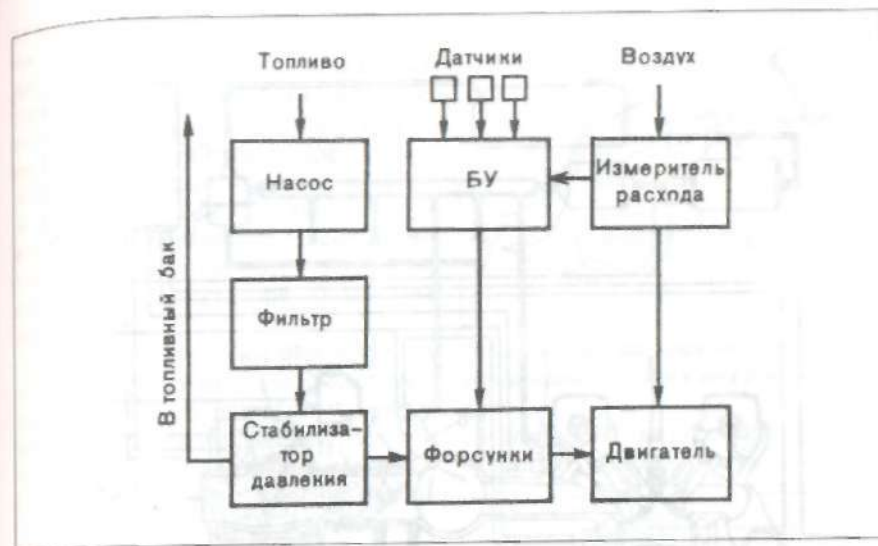 Топливо
Датчики
Воздух
Насос
БУ
Измеритель
расхода
В топливный бак
Фильтр
Стабилиза-
тор
давления
Форсунки
Двигатель